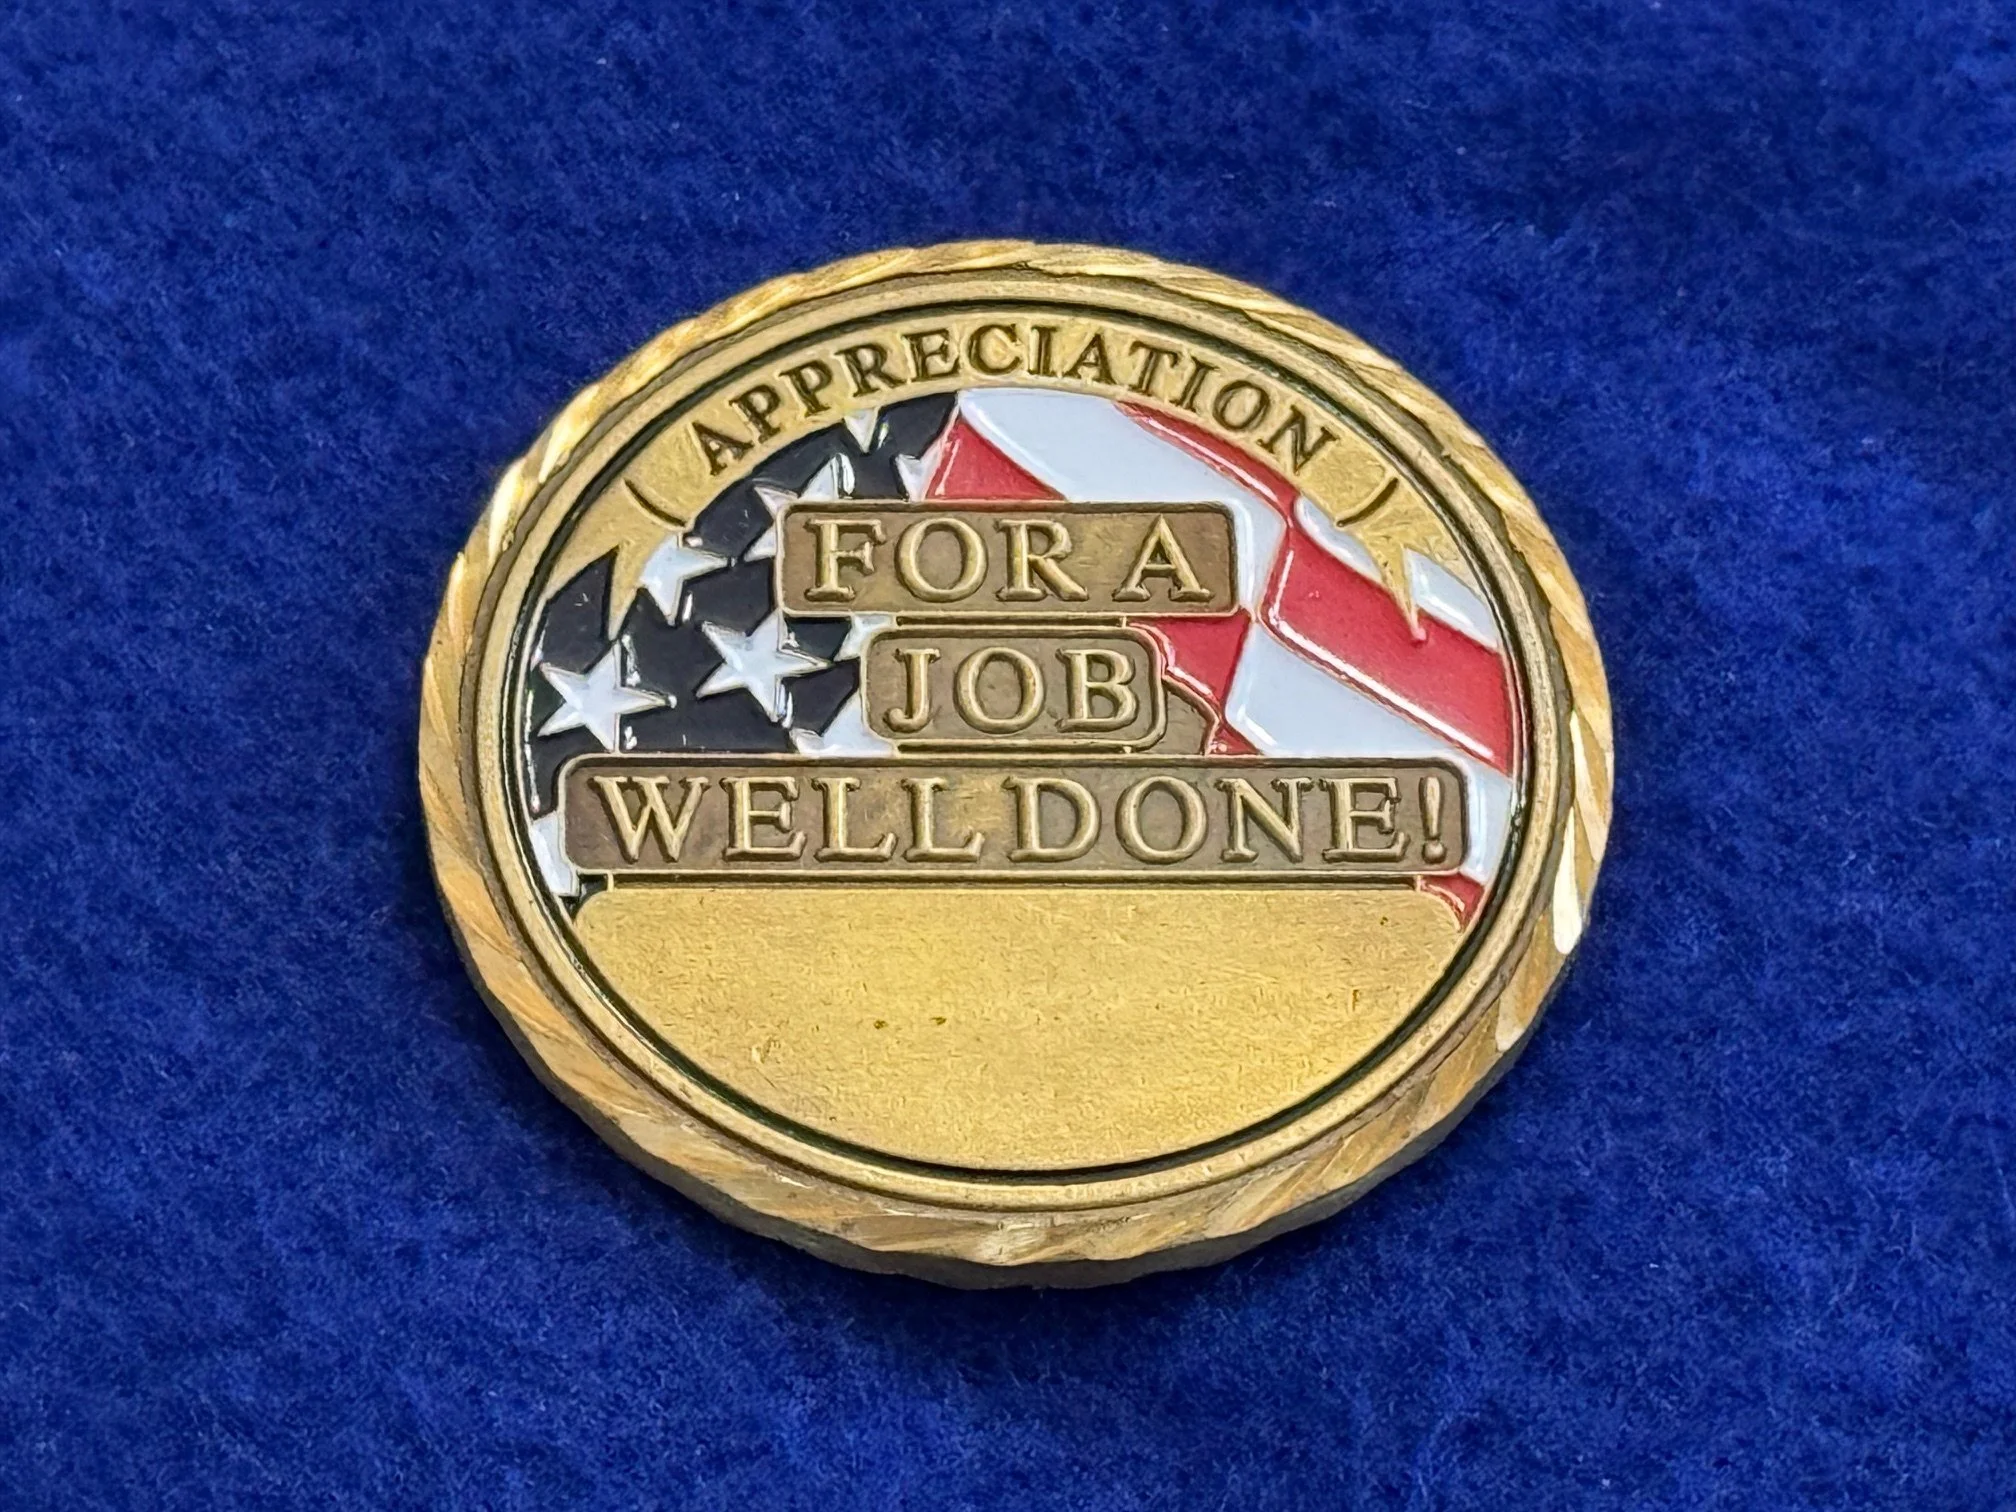 APPRECIATION
FOR A
JOB
WELL DONE!